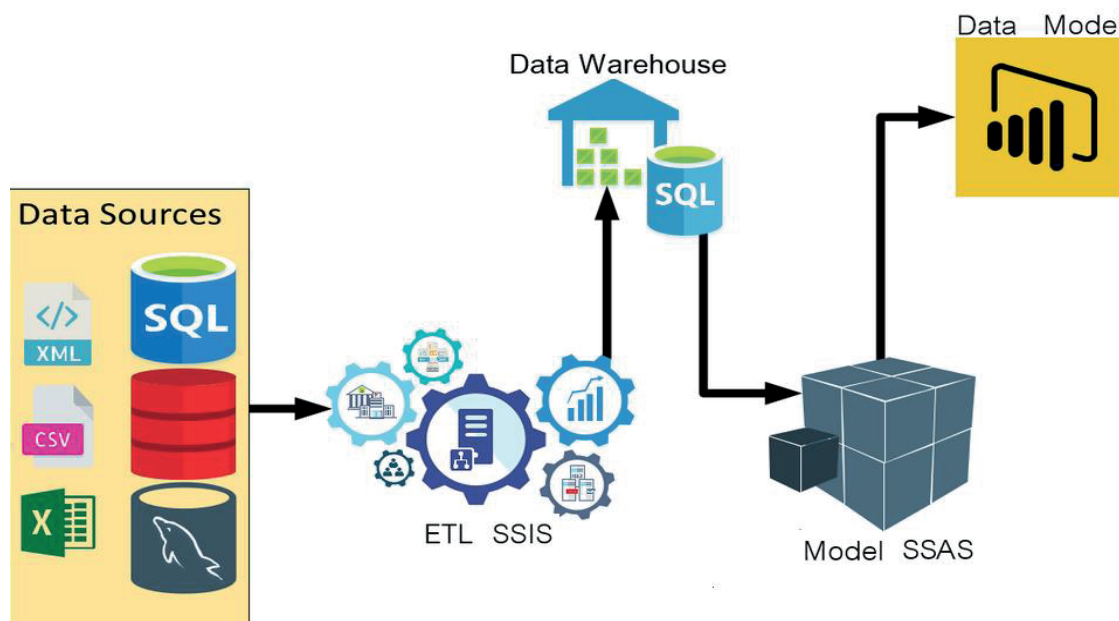 Data Mode
Data Warehouse
SQL
Data Sources
SQL
XML
CSV
X
ETL SSIS
Model SSAS